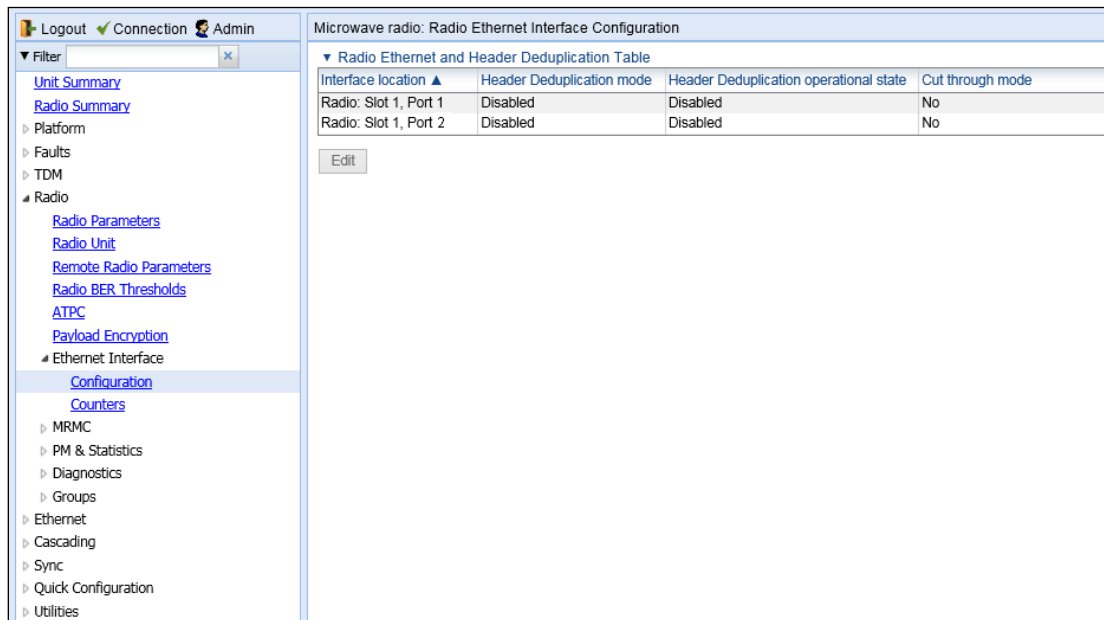 Logout Connection Admin
Filter
Unit Summary
Radio Summary
Platform
Faults
TDM
Radio
Radio Parameters
Radio Unit
Remote Radio Parameters
Radio BER Thresholds
ATPC
Payload Encryption
Ethernet Interface
Configuration
Counters
MRMC
PM & Statistics
Diagnostics
Groups
Ethernet
Cascading
Sync
Quick Configuration
Utilities
Microwave radio: Radio Ethernet Interface Configuration
▼ Radio Ethernet and Header Deduplication Table
Interface location ▲ Header Deduplication mode Header Deduplication operational state Cut through mode
Radio: Slot 1, Port 1 Disabled Disabled No
Radio: Slot 1, Port 2 Disabled Disabled No
Edit